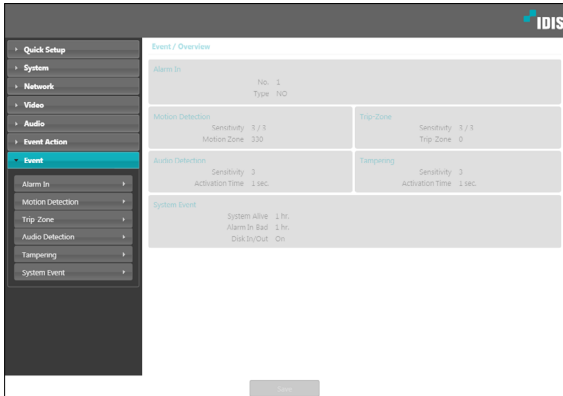 IDIS
Quick Setup
System
Network
Video
Audio
Event Action
Event
Alarm In
Motion Detection
Trip Zone
Audio Detection
Tampering
System Event
Event / Overview
Alarm In
No. 1
Type NO
Motion Detection
Sensitivity 3 / 3
Motion Zone 330
Trip-Zone
Sensitivity 3 / 3
Trip Zone 0
Audio Detection
Sensitivity 3
Activation Time 1 sec.
Tampering
Sensitivity 3
Activation Time 1 sec.
System Event
System Alive 1 hr.
Alarm In Bad 1 hr.
Disk In/Out On
Save